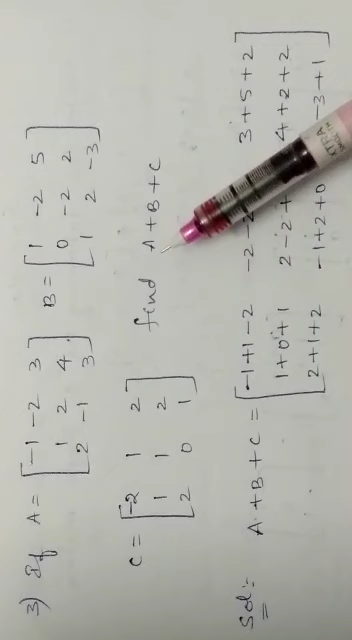 3) If A = [-1 -2 3 B = [1 -2 5
1 2 4 0 -2 2
2 -1 3] 1 2 -3]
C = [-2 1 2 find A+B+C
1 1 2
2 0 1]
Sol:- A+B+C = [-1+1-2 -2-2 3+5+2
1+0+1 2-2+ 4+2+2
2+1+2 -1+2+0 -3+1]
XTRA